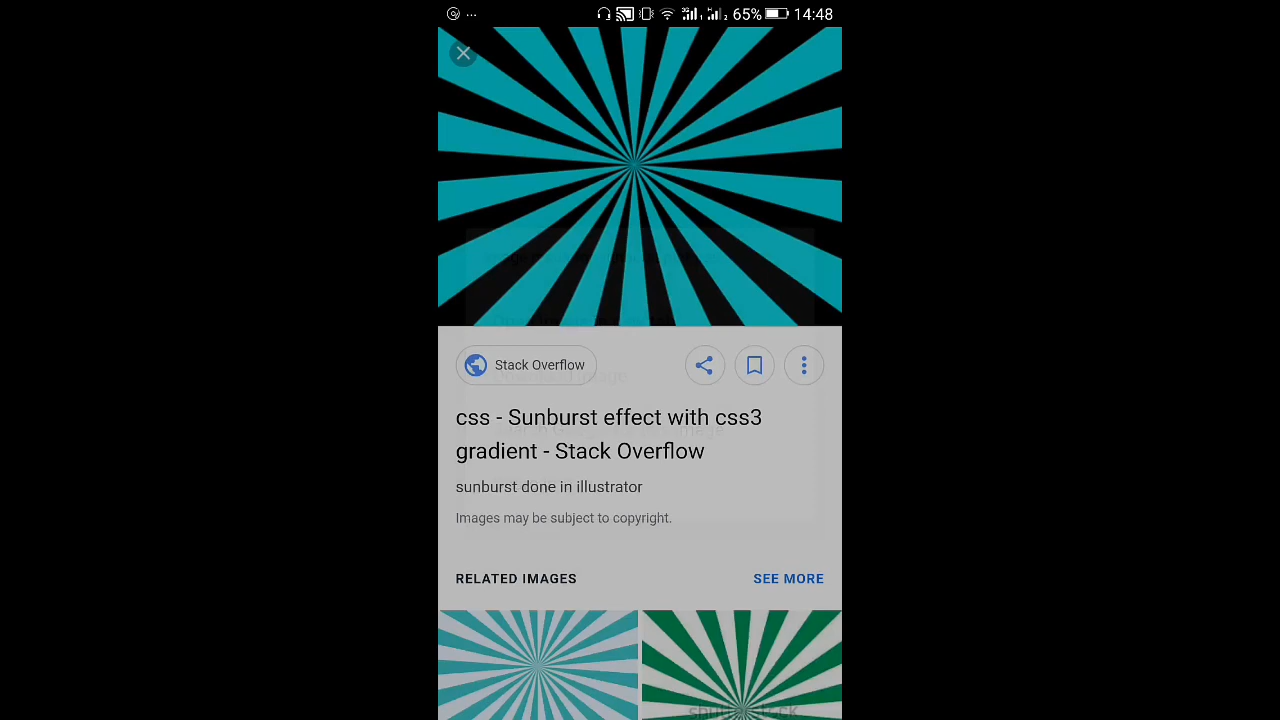 65% 14:48
Stack Overflow
css - Sunburst effect with css3
gradient - Stack Overflow
sunburst done in illustrator
Images may be subject to copyright.
RELATED IMAGES
SEE MORE